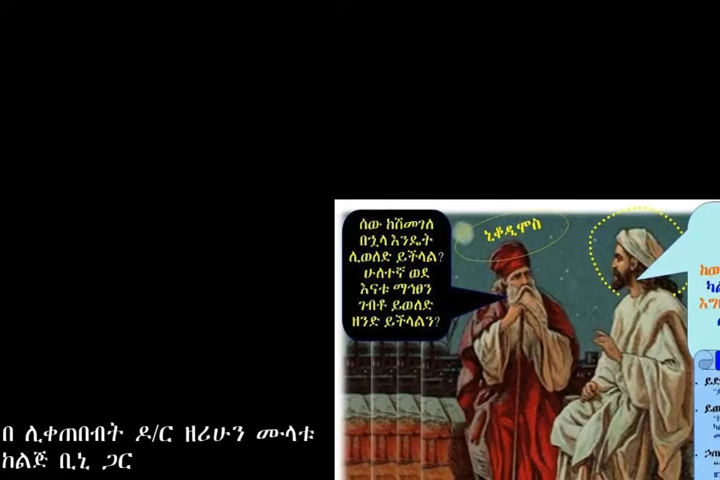 ሰው ከሸመገለ
በኋላ እንዴት
ሊወለድ ይችላል?
ሁለተኛ ወደ
እናቱ ማኅፀን
ገብቶ ይወለድ
ዘንድ ይችላልን?
ኒቆዲሞስ
በ ሊቀጠበብት ዶ/ር ዘሪሁን ሙላቱ
ከልጅ ቢኒ ጋር